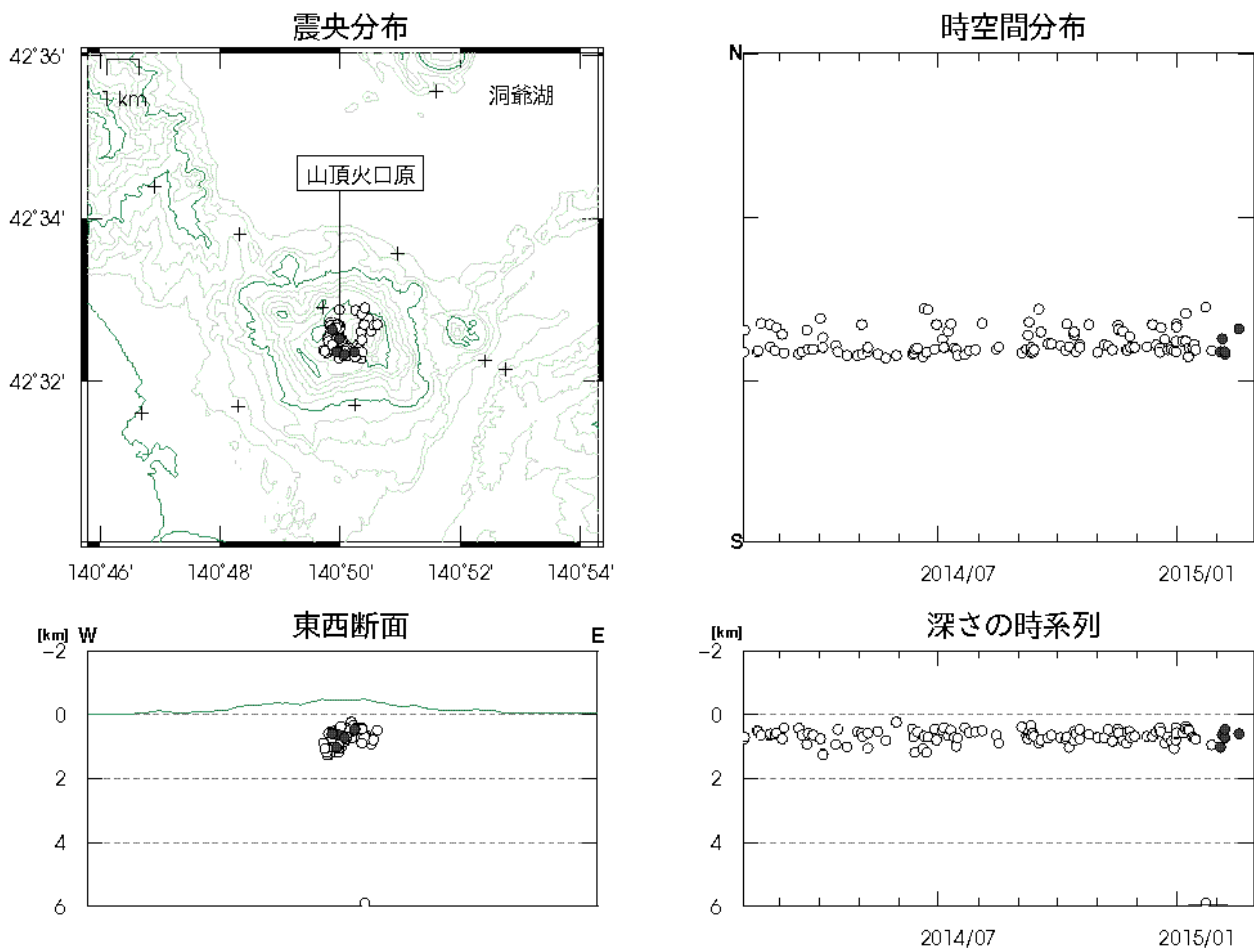 震央分布
42°36'
1 km
洞爺湖
山頂火口原
42°34'
42°32'
140°46'
140°48'
140°50'
140°52'
140°54'
時空間分布
N
S
2014/07
2015/01
東西断面
[km] W
E
-2
0
2
4
6
深さの時系列
[km]
-2
0
2
4
6
2014/07
2015/01